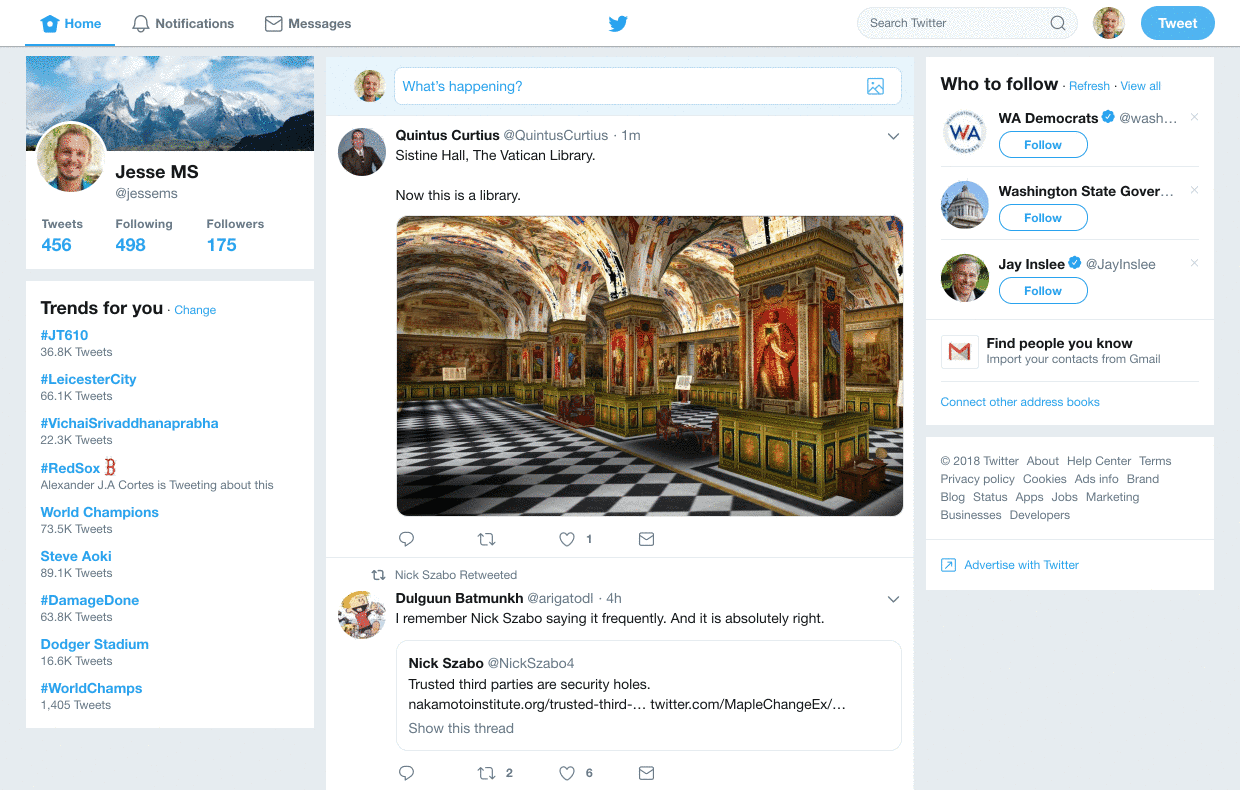 Home
Notifications
Messages
Search Twitter
Tweet
Jesse MS
@jessems
Tweets Following Followers
456 498 175
Trends for you · Change
#JT610
36.8K Tweets
#LeicesterCity
66.1K Tweets
#VichaiSrivaddhanaprabha
22.3K Tweets
#RedSox
Alexander J.A Cortes is Tweeting about this
World Champions
73.5K Tweets
Steve Aoki
89.1K Tweets
#DamageDone
63.8K Tweets
Dodger Stadium
16.6K Tweets
#WorldChamps
1,405 Tweets
What's happening?
Quintus Curtius @QuintusCurtius · 1m
Sistine Hall, The Vatican Library.
Now this is a library.
1
Nick Szabo Retweeted
Dulguun Batmunkh @arigatodl · 4h
I remember Nick Szabo saying it frequently. And it is absolutely right.
Nick Szabo @NickSzabo4
Trusted third parties are security holes.
nakamotoinstitute.org/trusted-third-… twitter.com/MapleChangeEx/…
Show this thread
2 6
Who to follow · Refresh · View all
WASHINGTON STATE
WA
DEMOCRATS
WA Democrats @wash…
Follow
Washington State Gover…
Follow
Jay Inslee @JayInslee
Follow
Find people you know
Import your contacts from Gmail
Connect other address books
© 2018 Twitter About Help Center Terms
Privacy policy Cookies Ads info Brand
Blog Status Apps Jobs Marketing
Businesses Developers
Advertise with Twitter